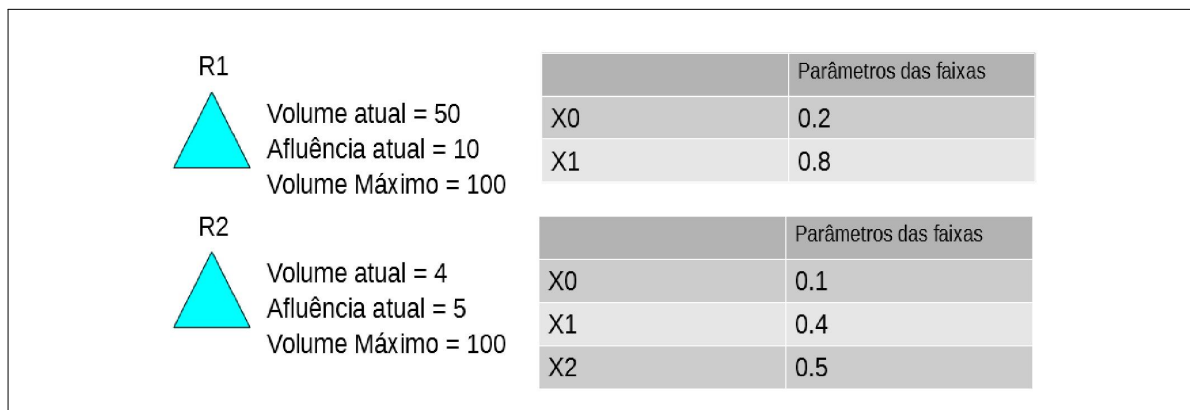 R1
Volume atual = 50
Afluência atual = 10
Volume Máximo = 100
Parâmetros das faixas
X0 0.2
X1 0.8
R2
Volume atual = 4
Afluência atual = 5
Volume Máximo = 100
Parâmetros das faixas
X0 0.1
X1 0.4
X2 0.5